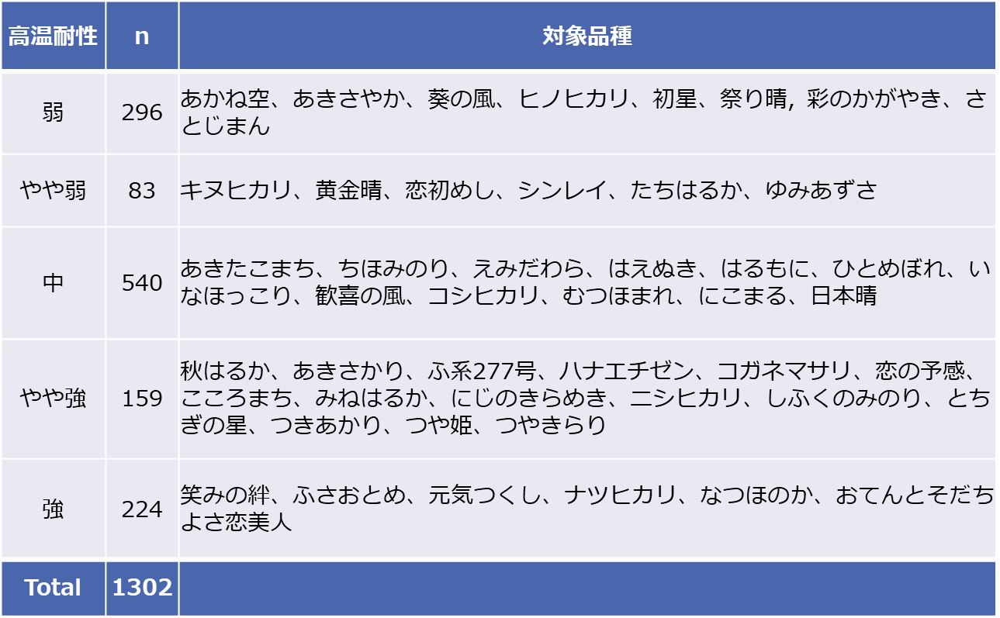 高温耐性 n 対象品種
弱 296 あかね空、あきさやか、葵の風、ヒノヒカリ、初星、祭り晴, 彩のかがやき、さ
とじまん
やや弱 83 キヌヒカリ、黄金晴、恋初めし、シンレイ、たちはるか、ゆみあずさ
中 540 あきたこまち、ちほみのり、えみだわら、はえぬき、はるもに、ひとめぼれ、い
なほっこり、歓喜の風、コシヒカリ、むつほまれ、にこまる、日本晴
やや強 159 秋はるか、あきさかり、ふ系277号、ハナエチゼン、コガネマサリ、恋の予感、
こころまち、みねはるか、にじのきらめき、ニシヒカリ、しふくのみのり、とち
ぎの星、つきあかり、つや姫、つやきらり
強 224 笑みの絆、ふさおとめ、元気つくし、ナツヒカリ、なつほのか、おてんとそだち
よさ恋美人
Total 1302